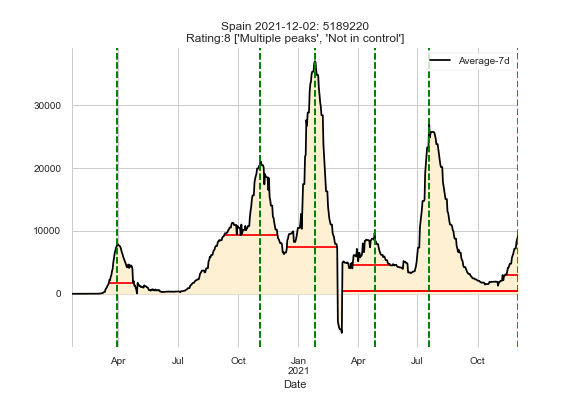 Spain 2021-12-02: 5189220
Rating:8 ['Multiple peaks', 'Not in control']
Average-7d
30000
20000
10000
0
Apr Jul Oct Jan Apr Jul Oct
2021
Date